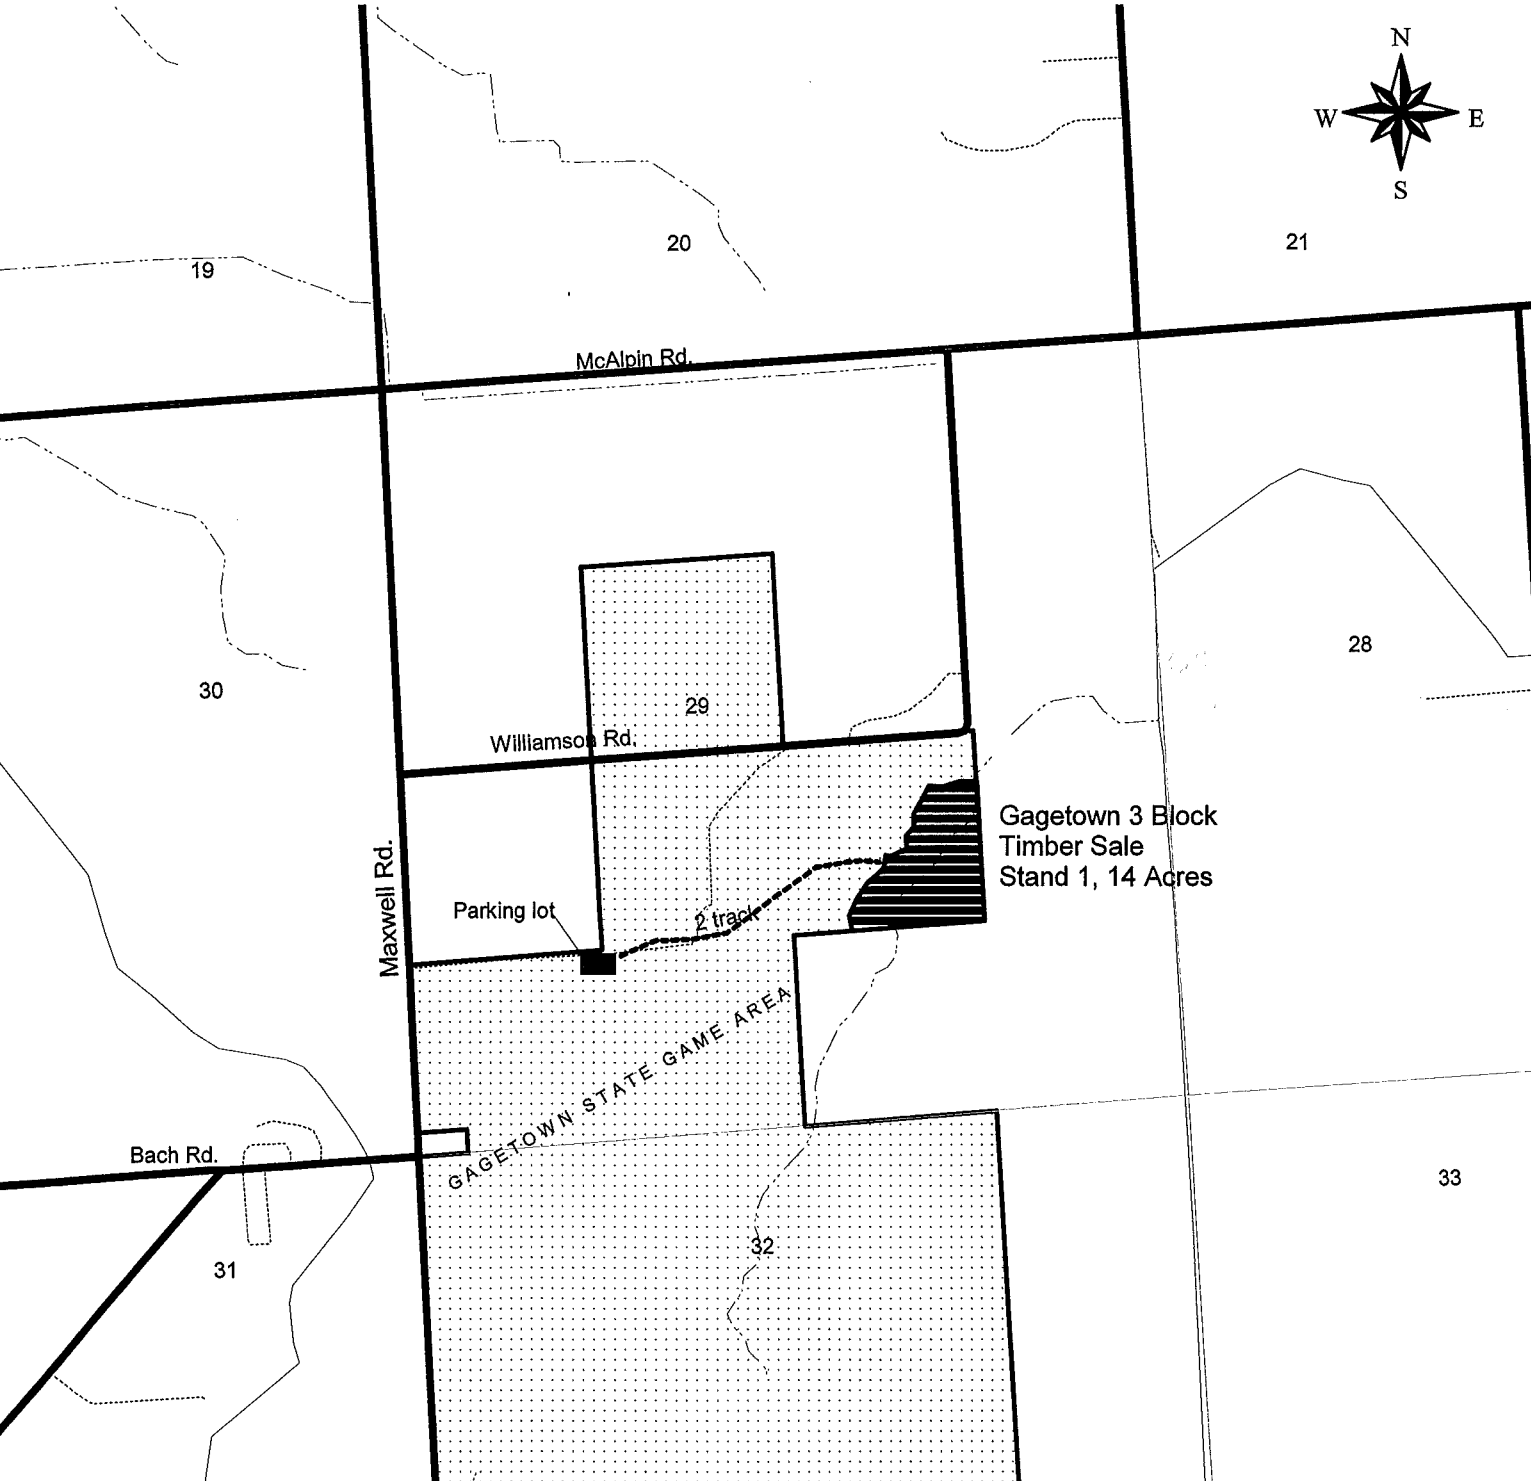 N
W E
S
20
21
19
McAlpin Rd.
28
30
29
Williamson Rd.
Gagetown 3 Block
Timber Sale
Stand 1, 14 Acres
Maxwell Rd.
Parking lot
2 track
GAGETOWN STATE GAME AREA
Bach Rd.
33
32
31